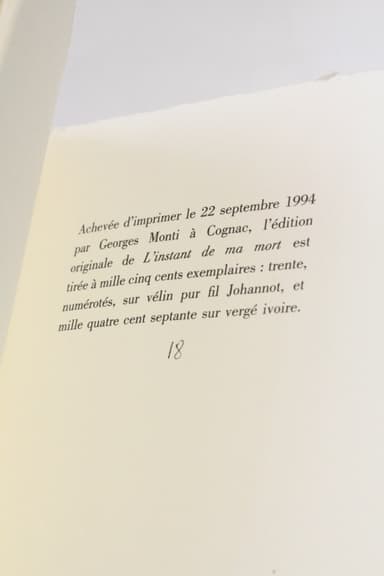 Achevée d'imprimer le 22 septembre 1994
par Georges Monti à Cognac, l'édition
originale de L'instant de ma mort est
tirée à mille cinq cents exemplaires : trente,
numérotés, sur vélin pur fil Johannot, et
mille quatre cent septante sur vergé ivoire.
18